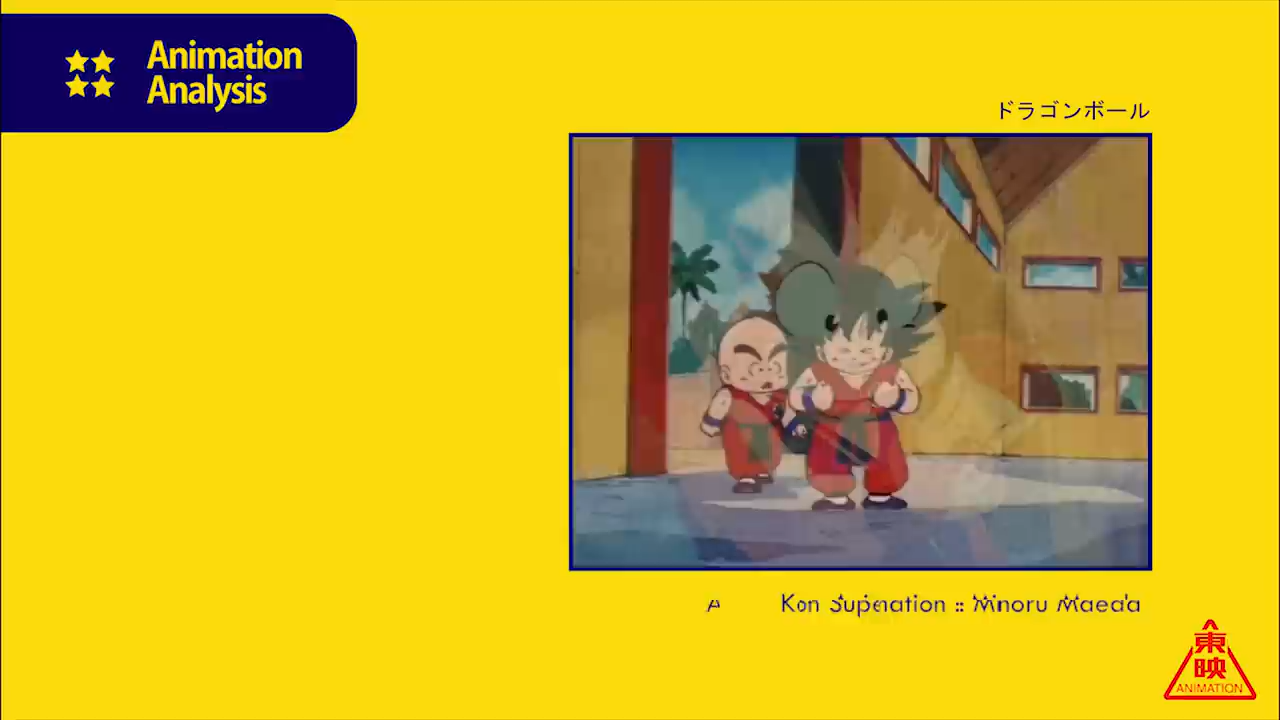 Animation
Analysis
ドラゴンボール
Minoru Maeda
東
映
ANIMATION